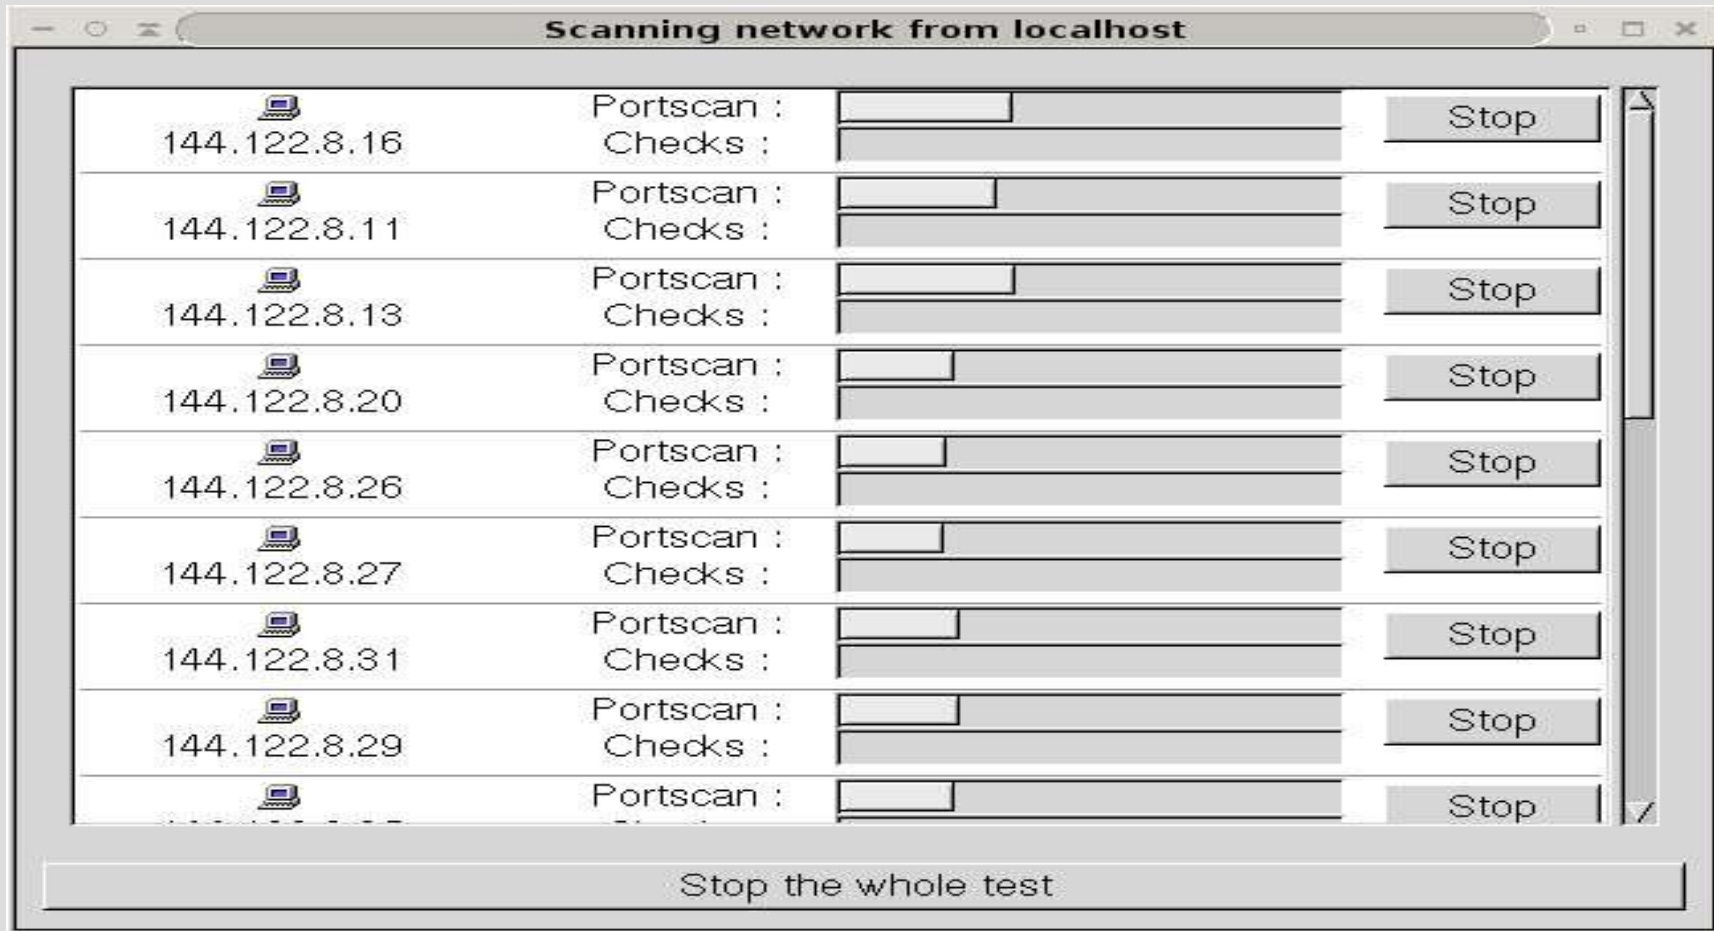 Scanning network from localhost
Portscan :
Stop
144.122.8.16
Checks :
Portscan :
Stop
144.122.8.11
Checks :
Portscan :
Stop
144.122.8.13
Checks :
Portscan :
Stop
144.122.8.20
Checks :
Portscan :
Stop
144.122.8.26
Checks :
Portscan :
Stop
144.122.8.27
Checks :
Portscan :
Stop
144.122.8.31
Checks :
Portscan :
Stop
144.122.8.29
Checks :
Portscan :
Stop
Stop the whole test